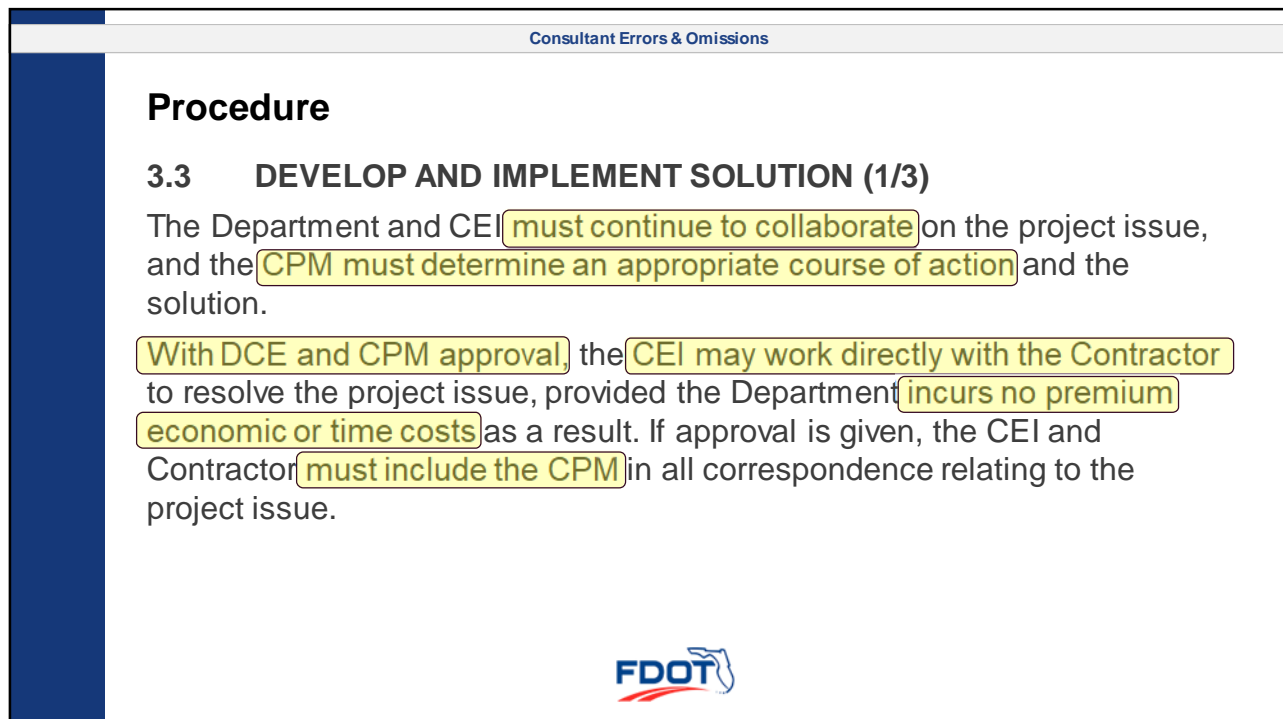 Consultant Errors & Omissions
Procedure
3.3 DEVELOP AND IMPLEMENT SOLUTION (1/3)
The Department and CEI must continue to collaborate on the project issue,
and the CPM must determine an appropriate course of action and the
solution.
With DCE and CPM approval, the CEI may work directly with the Contractor
to resolve the project issue, provided the Department incurs no premium
economic or time costs as a result. If approval is given, the CEI and
Contractor must include the CPM in all correspondence relating to the
project issue.
FDOT